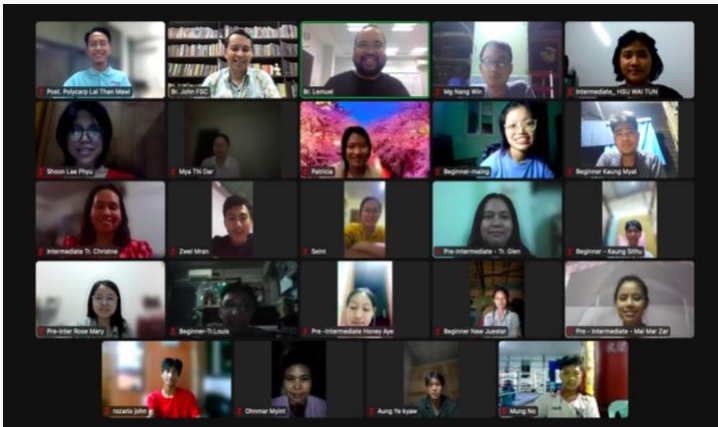 Post. Polycarp Lal Than Mawi
Br. John FSC
Br. Lemuel
Mg Nang Win
Intermediate_ HSU WAI TUN
Shoon Lae Phyu
Mya Thi Dar
Patricia
Beginner-maing
Beginner Kaung Myat
Intermediate Tr. Christine
Zwel Mran
Seint
Pre-Intermediate - Tr. Glen
Beginner - Kaung Sithu
Pre-inter Rose Mary
Beginner-Tr.Louis
Pre -Intermediate Honey Aye
Beginner Naw Juestar
Pre - Intermediate - Mai Mar Zar
rozario john
Ohnmar Myint
Aung Ye kyaw
Mung No